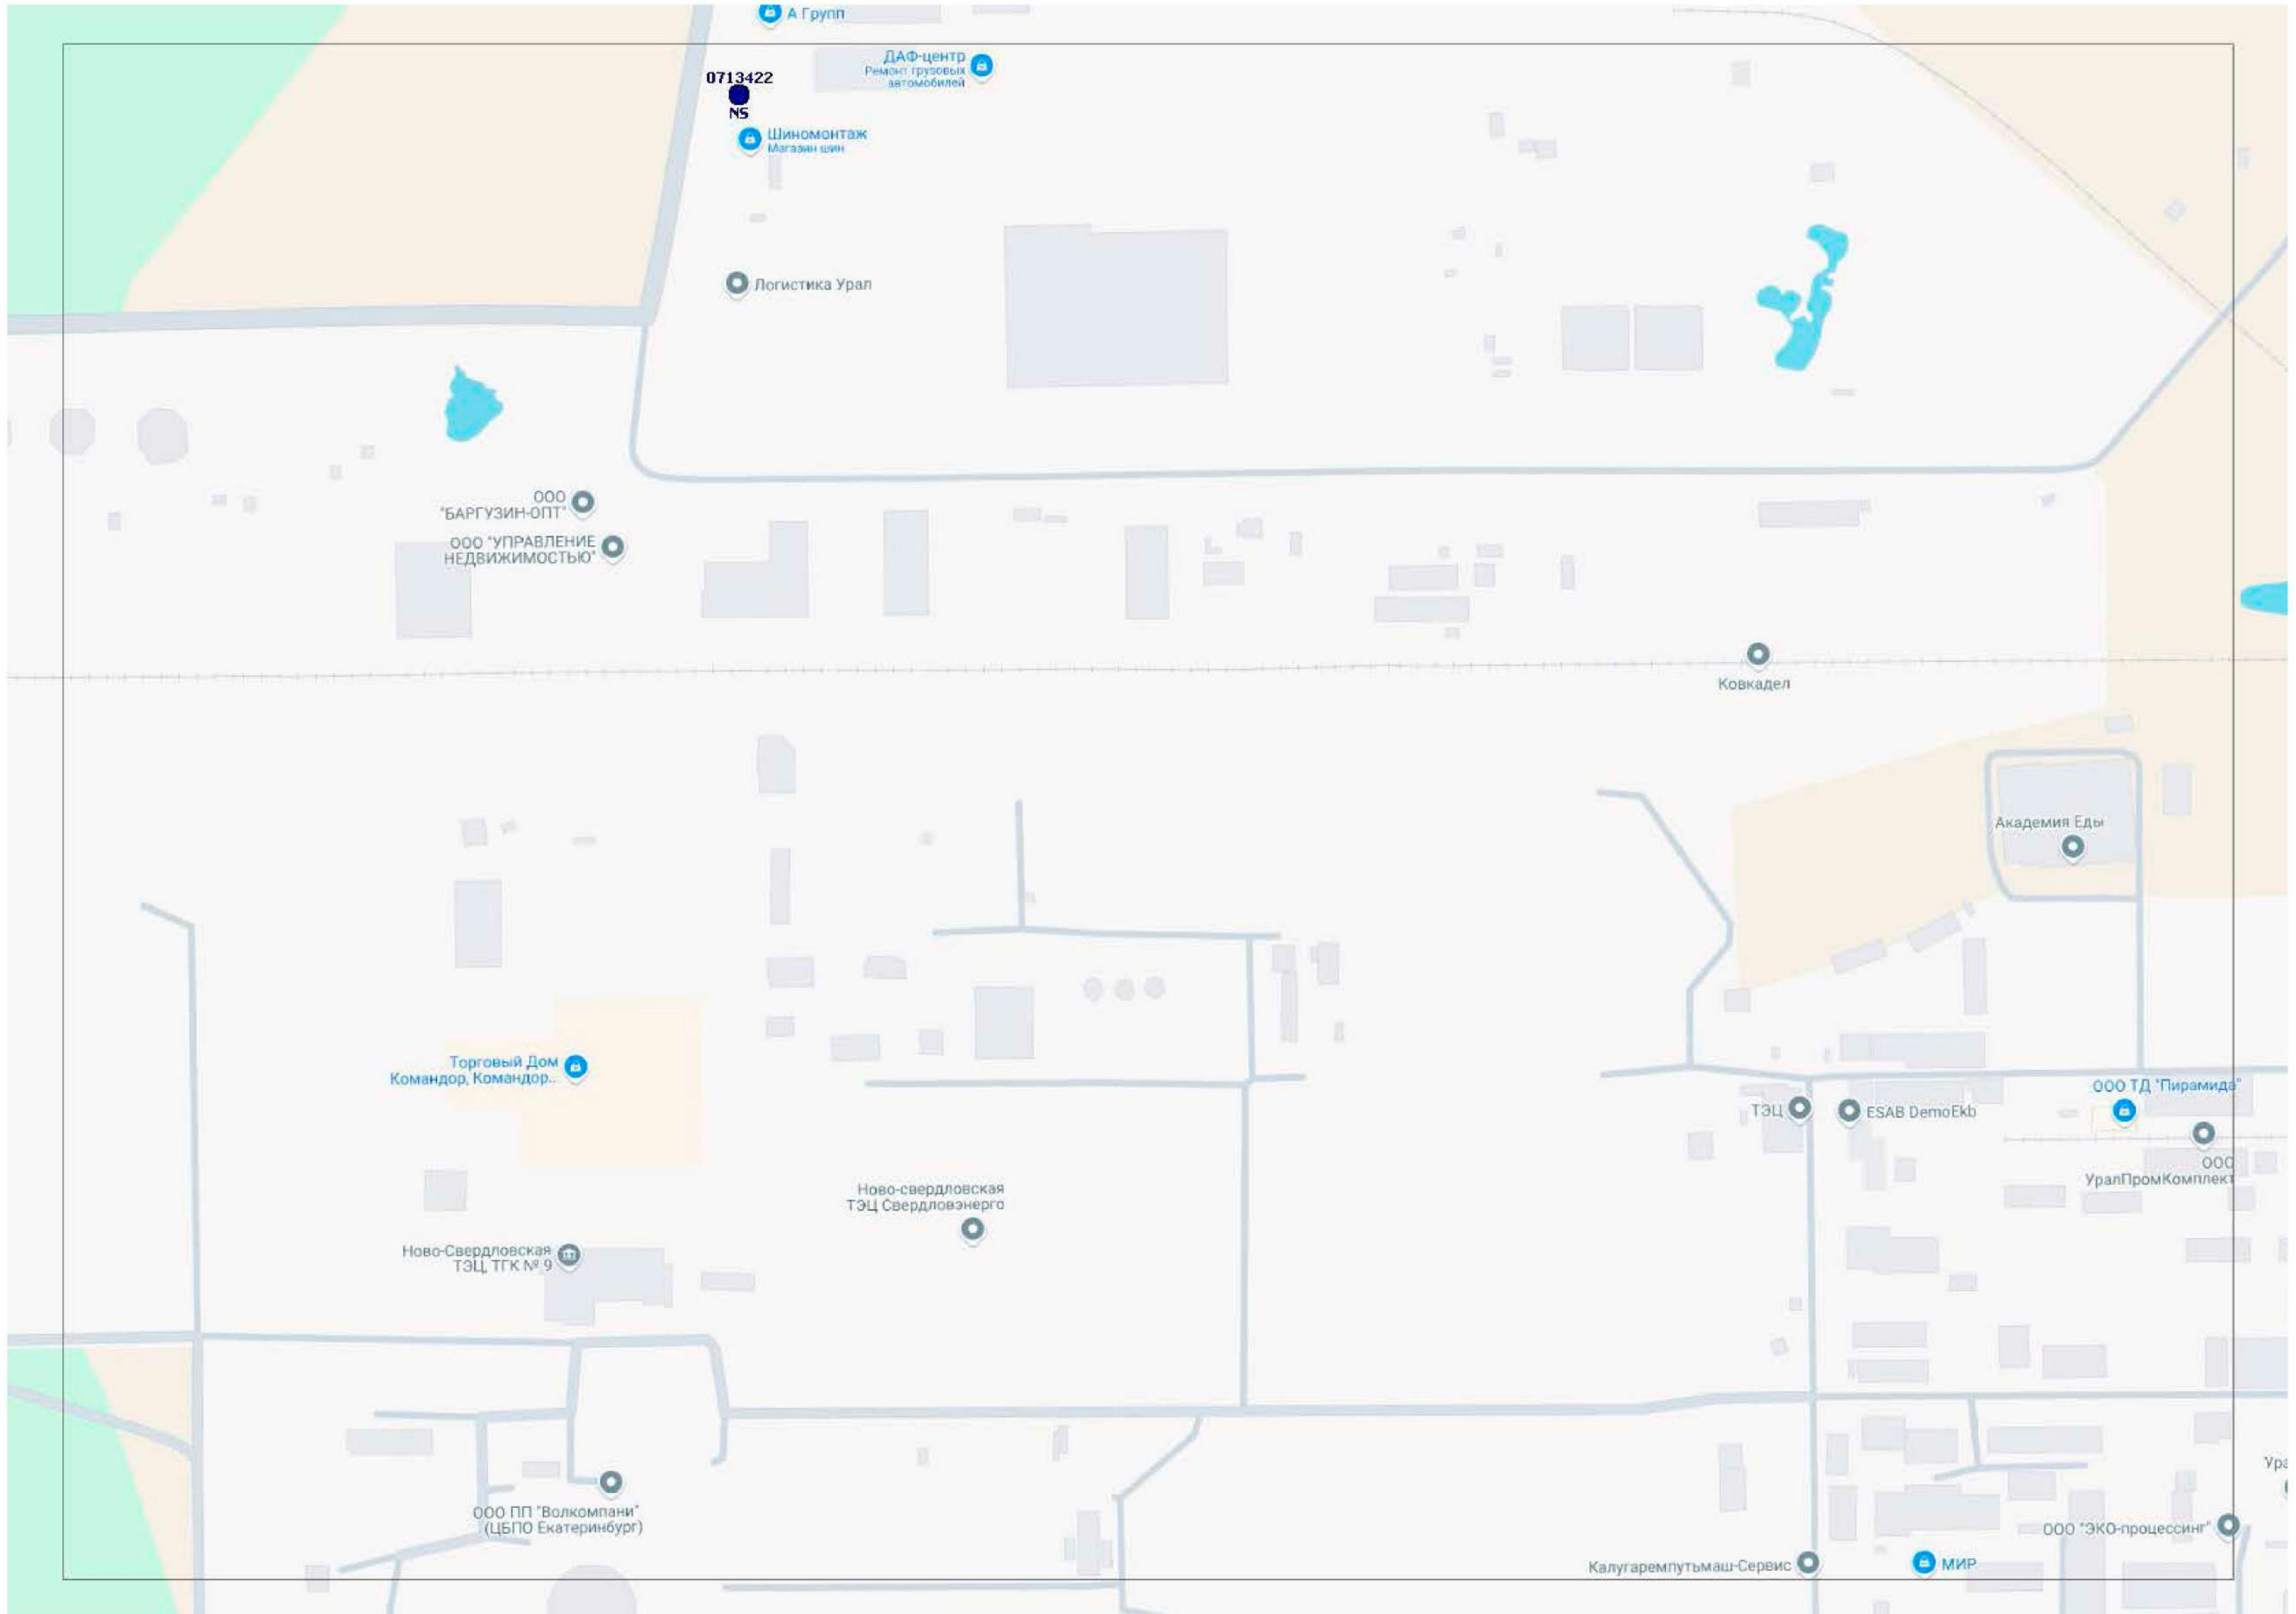 А Групп
ДАФ-центр
Ремонт грузовых
автомобилей
0713422
NS
Шиномонтаж
Магазин шин
Логистика Урал
ООО
"БАРГУЗИН-ОПТ"
ООО "УПРАВЛЕНИЕ
НЕДВИЖИМОСТЬЮ"
Ковкадел
Академия Еды
Торговый Дом
Командор, Командор...
ООО ТД "Пирамида"
ТЭЦ
ESAB DemoEkb
ООО
УралПромКомплект
Ново-свердловская
ТЭЦ Свердловэнерго
Ново-Свердловская
ТЭЦ, ТГК № 9
Ура
ООО ПП "Волкомпани"
(ЦБПО Екатеринбург)
ООО "ЭКО-процессинг"
Калугаремпутьмаш-Сервис
МИР